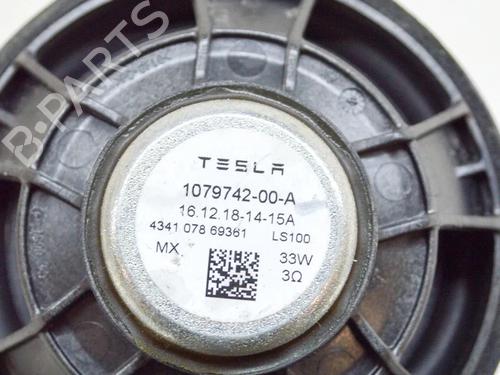 B-PARTS
TESLA
1079742-00-A
16.12.18-14-15A
4341 078 69361 LS100
MX 33W
3Ω